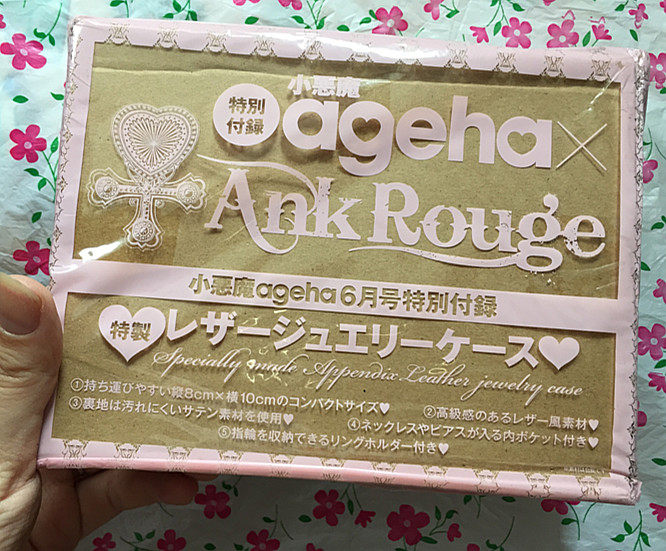 小悪魔
特別付録 ageha×
Ank Rouge
小悪魔ageha6月号特別付録
特製 レザージュエリーケース♥
Specially made Appendix Leather jewelry case
①持ち運びやすい縦8cm×横10cmのコンパクトサイズ♥ ②高級感のあるレザー風素材♥
③裏地は汚れにくいサテン素材を使用♥ ④ネックレスやピアスが入る内ポケット付き♥
⑤指輪を収納できるリングホルダー付き♥